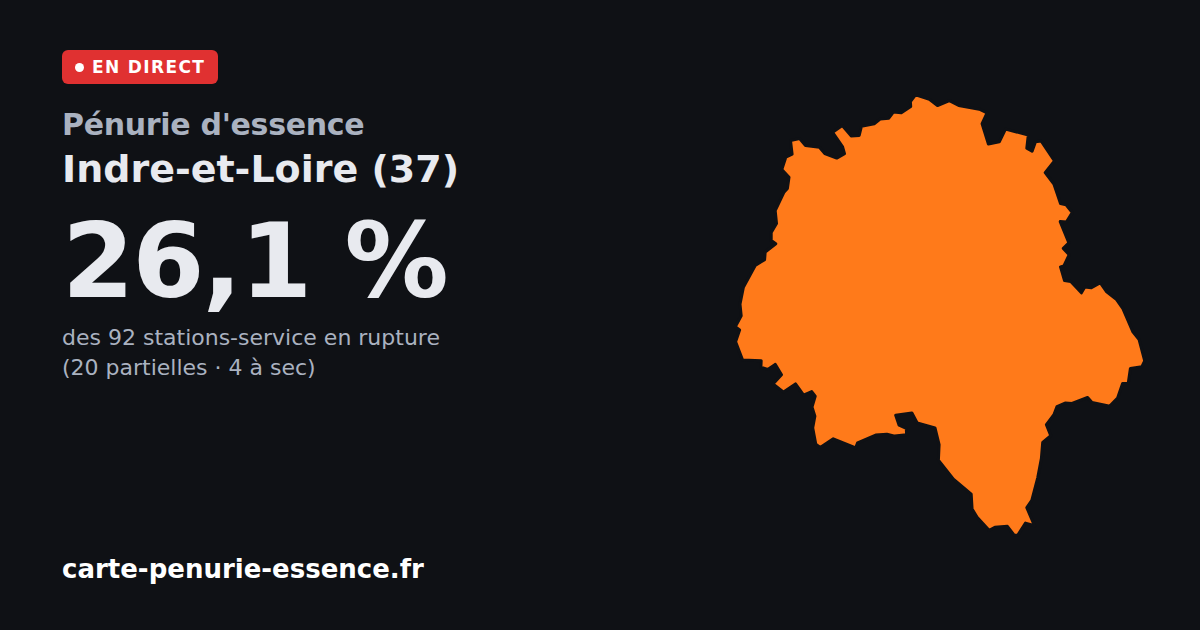 EN DIRECT
Pénurie d'essence
Indre-et-Loire (37)
26,1 %
des 92 stations-service en rupture
(20 partielles · 4 à sec)
carte-penurie-essence.fr